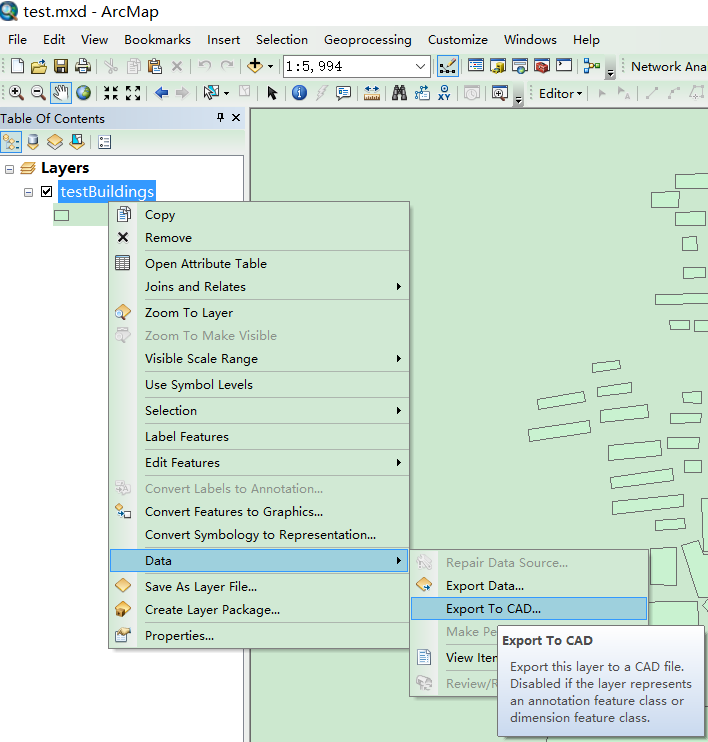 test.mxd - ArcMap
File Edit View Bookmarks Insert Selection Geoprocessing Customize Windows Help
1:5,994
Network Ana
Editor
Table Of Contents
Layers
testBuildings
Copy
Remove
Open Attribute Table
Joins and Relates
Zoom To Layer
Zoom To Make Visible
Visible Scale Range
Use Symbol Levels
Selection
Label Features
Edit Features
Convert Labels to Annotation...
Convert Features to Graphics...
Convert Symbology to Representation...
Data
Save As Layer File...
Create Layer Package...
Properties...
Repair Data Source...
Export Data...
Export To CAD...
Make Pe
View Iter
Review/R
Export To CAD
Export this layer to a CAD file.
Disabled if the layer represents
an annotation feature class or
dimension feature class.